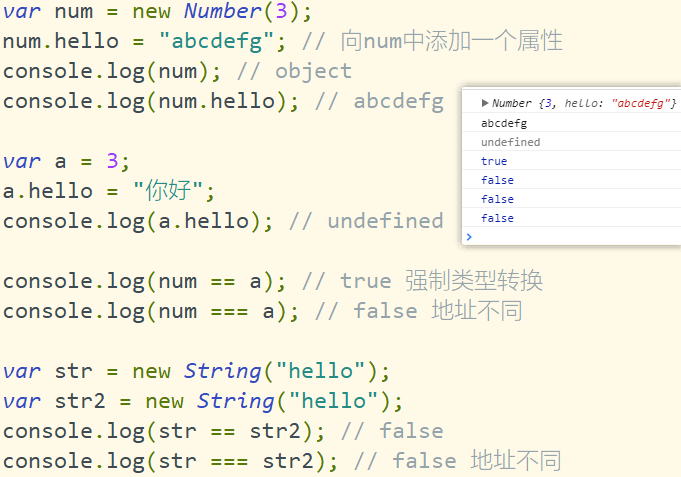 var num = new Number(3);
num.hello = "abcdefg"; // 向num中添加一个属性
console.log(num); // object
console.log(num.hello); // abcdefg
var a = 3;
a.hello = "你好";
console.log(a.hello); // undefined
console.log(num == a); // true 强制类型转换
console.log(num === a); // false 地址不同
var str = new String("hello");
var str2 = new String("hello");
console.log(str == str2); // false
console.log(str === str2); // false 地址不同
▶ Number {3, hello: "abcdefg"}
abcdefg
undefined
true
false
false
false
>